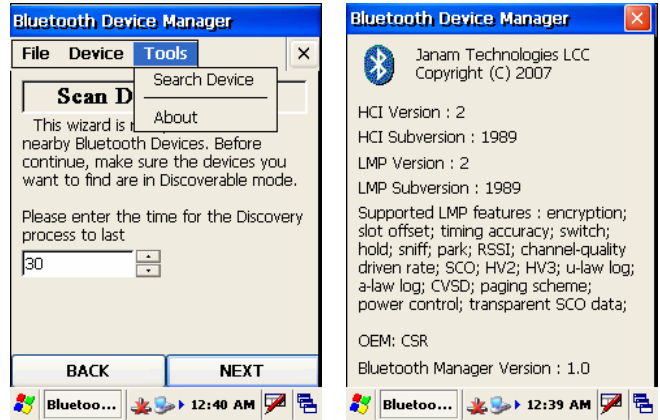 Bluetooth Device Manager
File Device Tools ×
Search Device
About
Scan D
This wizard is
nearby Bluetooth Devices. Before
continue, make sure the devices you
want to find are in Discoverable mode.
Please enter the time for the Discovery
process to last
30
BACK NEXT
Bluetoo... 12:40 AM
Bluetooth Device Manager
Janam Technologies LCC
Copyright (C) 2007
HCI Version : 2
HCI Subversion : 1989
LMP Version : 2
LMP Subversion : 1989
Supported LMP features : encryption;
slot offset; timing accuracy; switch;
hold; sniff; park; RSSI; channel-quality
driven rate; SCO; HV2; HV3; u-law log;
a-law log; CVSD; paging scheme;
power control; transparent SCO data;
OEM: CSR
Bluetooth Manager Version : 1.0
Bluetoo... 12:39 AM